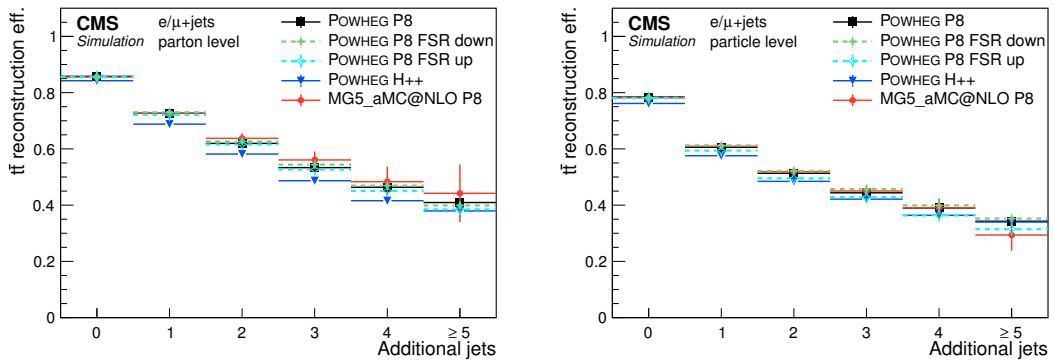 CMS
Simulation
e/μ+jets
parton level
POWHEG P8
POWHEG P8 FSR down
POWHEG P8 FSR up
POWHEG H++
MG5_aMC@NLO P8
tt̄ reconstruction eff.
1
0.8
0.6
0.4
0.2
0
0 1 2 3 4 ≥ 5
Additional jets
CMS
Simulation
e/μ+jets
particle level
POWHEG P8
POWHEG P8 FSR down
POWHEG P8 FSR up
POWHEG H++
MG5_aMC@NLO P8
tt̄ reconstruction eff.
1
0.8
0.6
0.4
0.2
0
0 1 2 3 4 ≥ 5
Additional jets